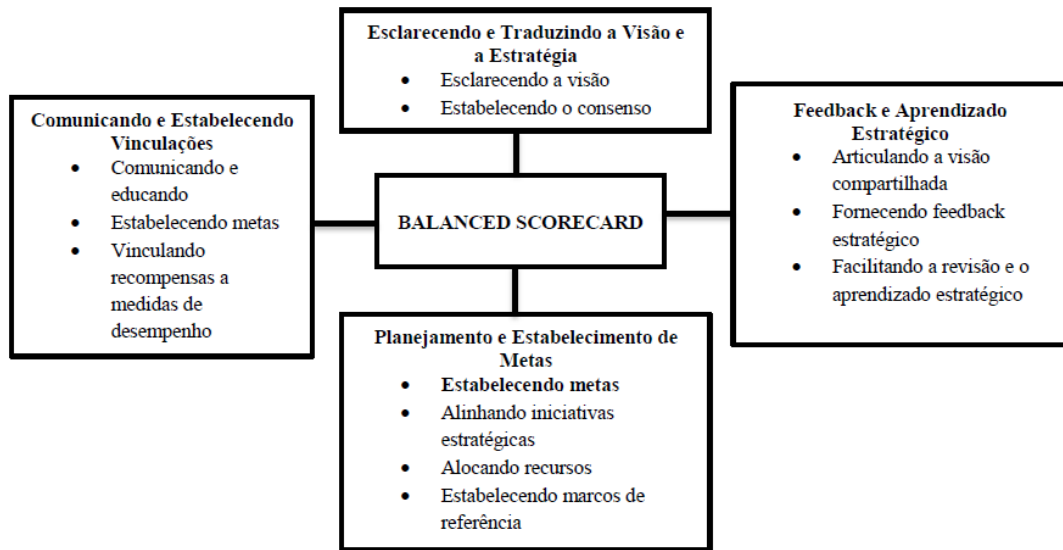 Esclarecendo e Traduzindo a Visão e
a Estratégia
• Esclarecendo a visão
• Estabelecendo o consenso
Comunicando e Estabelecendo
Vinculações
• Comunicando e
educando
• Estabelecendo metas
• Vinculando
recompensas a
medidas de
desempenho
BALANCED SCORECARD
Feedback e Aprendizado
Estratégico
• Articulando a visão
compartilhada
• Fornecendo feedback
estratégico
• Facilitando a revisão e o
aprendizado estratégico
Planejamento e Estabelecimento de
Metas
• Estabelecendo metas
• Alinhando iniciativas
estratégicas
• Alocando recursos
• Estabelecendo marcos de
referência